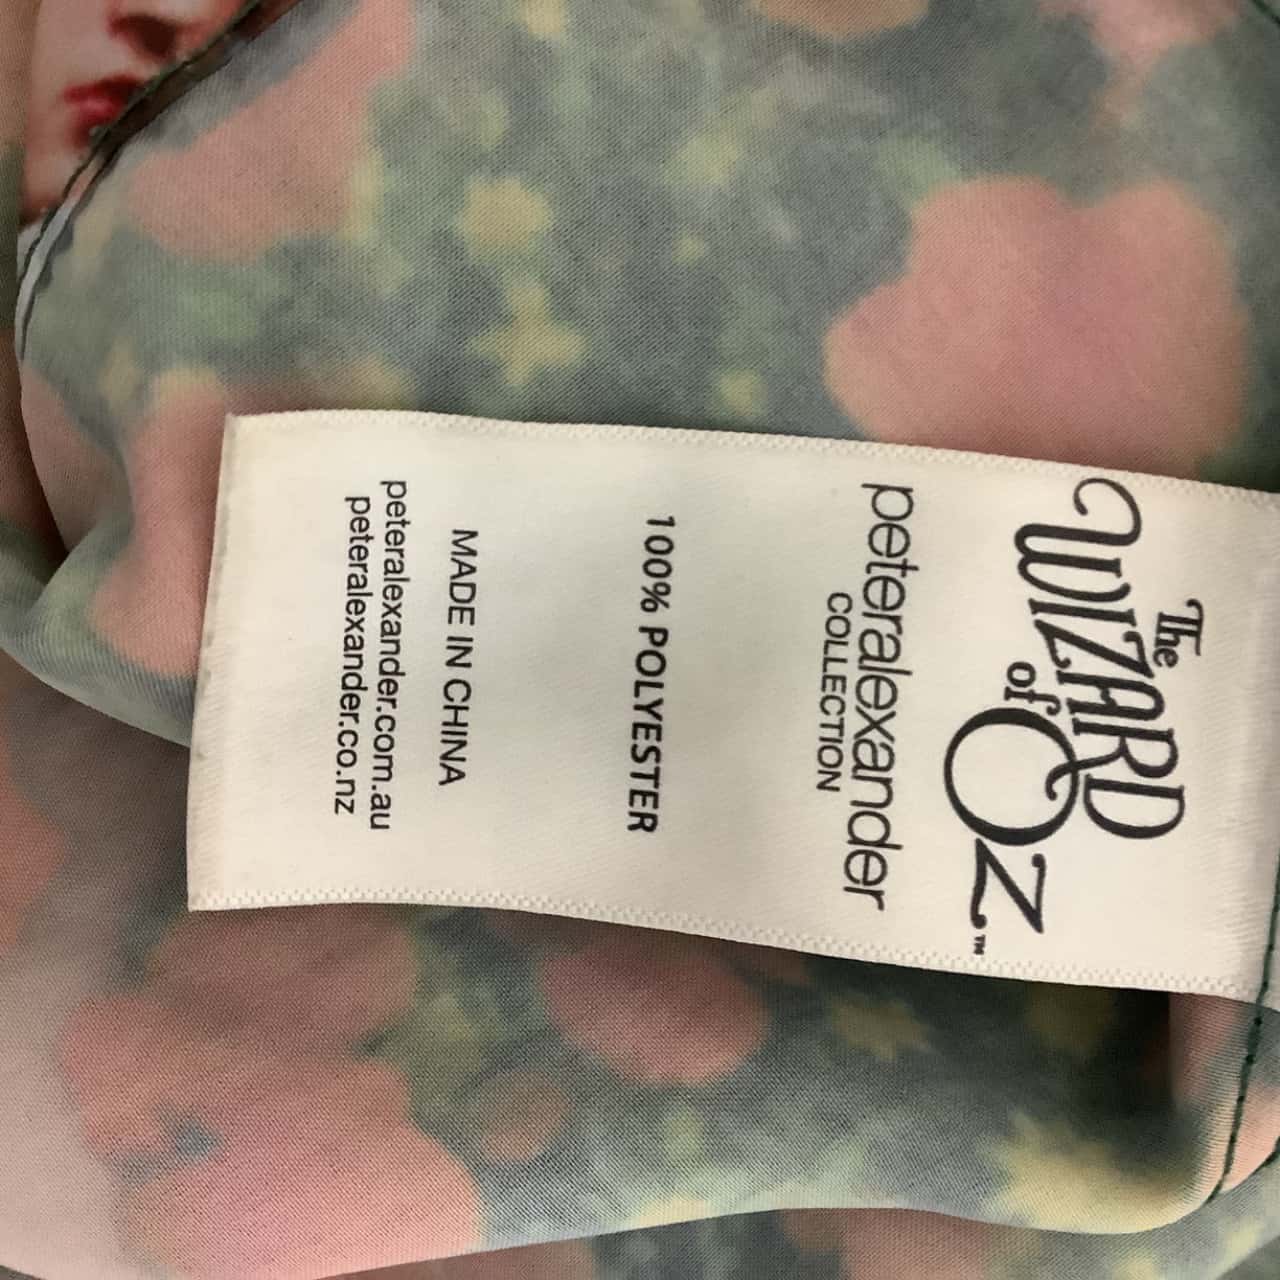 The
WIZARD
of OZ™
peteralexander
COLLECTION
100% POLYESTER
MADE IN CHINA
peteralexander.com.au
peteralexander.co.nz